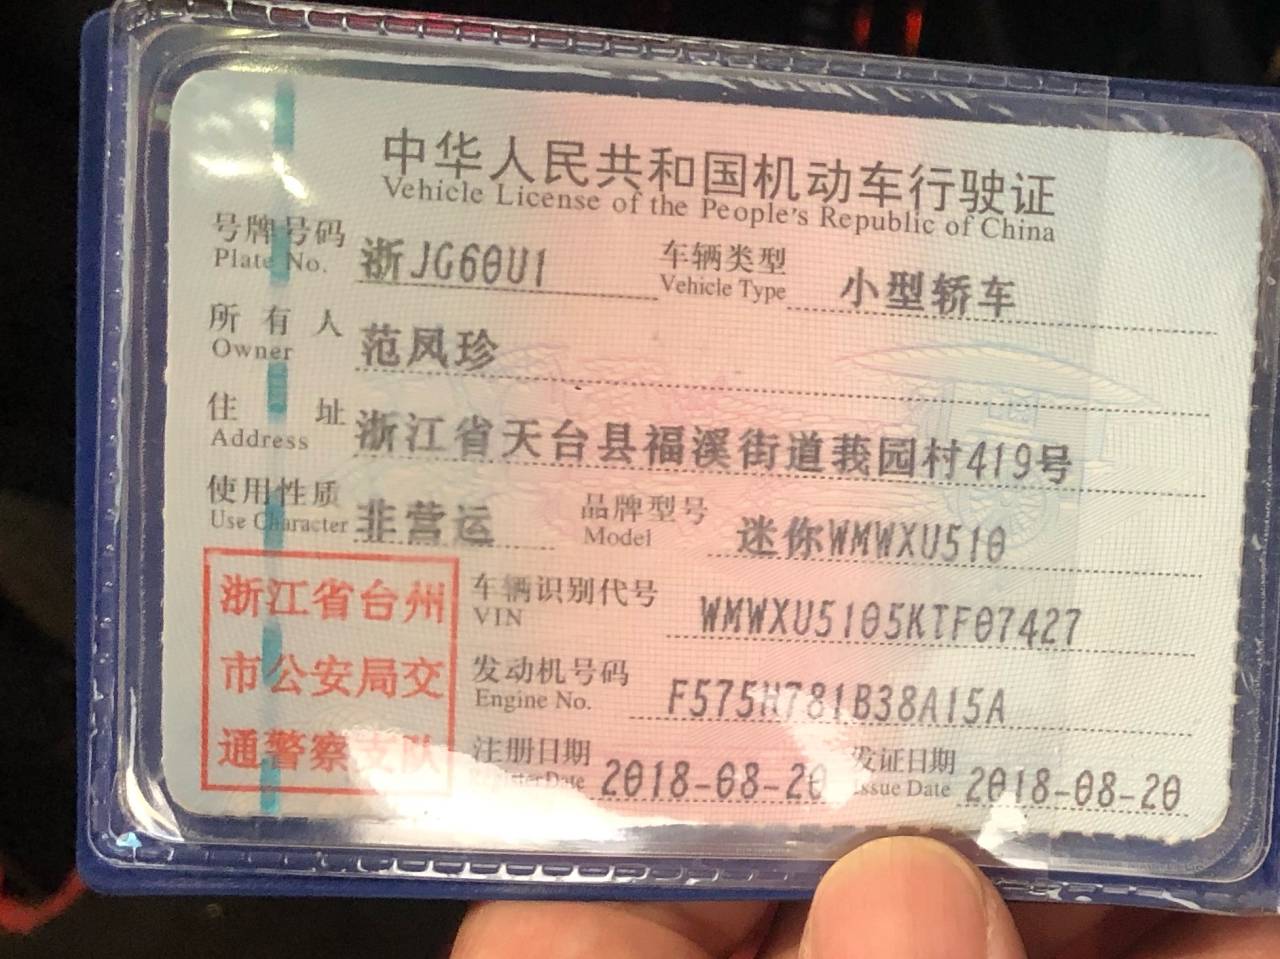 中华人民共和国机动车行驶证
Vehicle License of the People's Republic of China
号牌号码 浙JG60U1 车辆类型 小型轿车
Plate No. Vehicle Type
所有人 范凤珍
Owner
住址 浙江省天台县福溪街道莪园村419号
Address
使用性质 非营运 品牌型号 迷你WMWXU510
Use Character Model
浙江省台州
市公安局交
通警察支队
车辆识别代号 WMWXU5105KTF07427
VIN
发动机号码 F575H781B38A15A
Engine No.
注册日期 2018-08-20 发证日期 2018-08-20
Register Date Issue Date